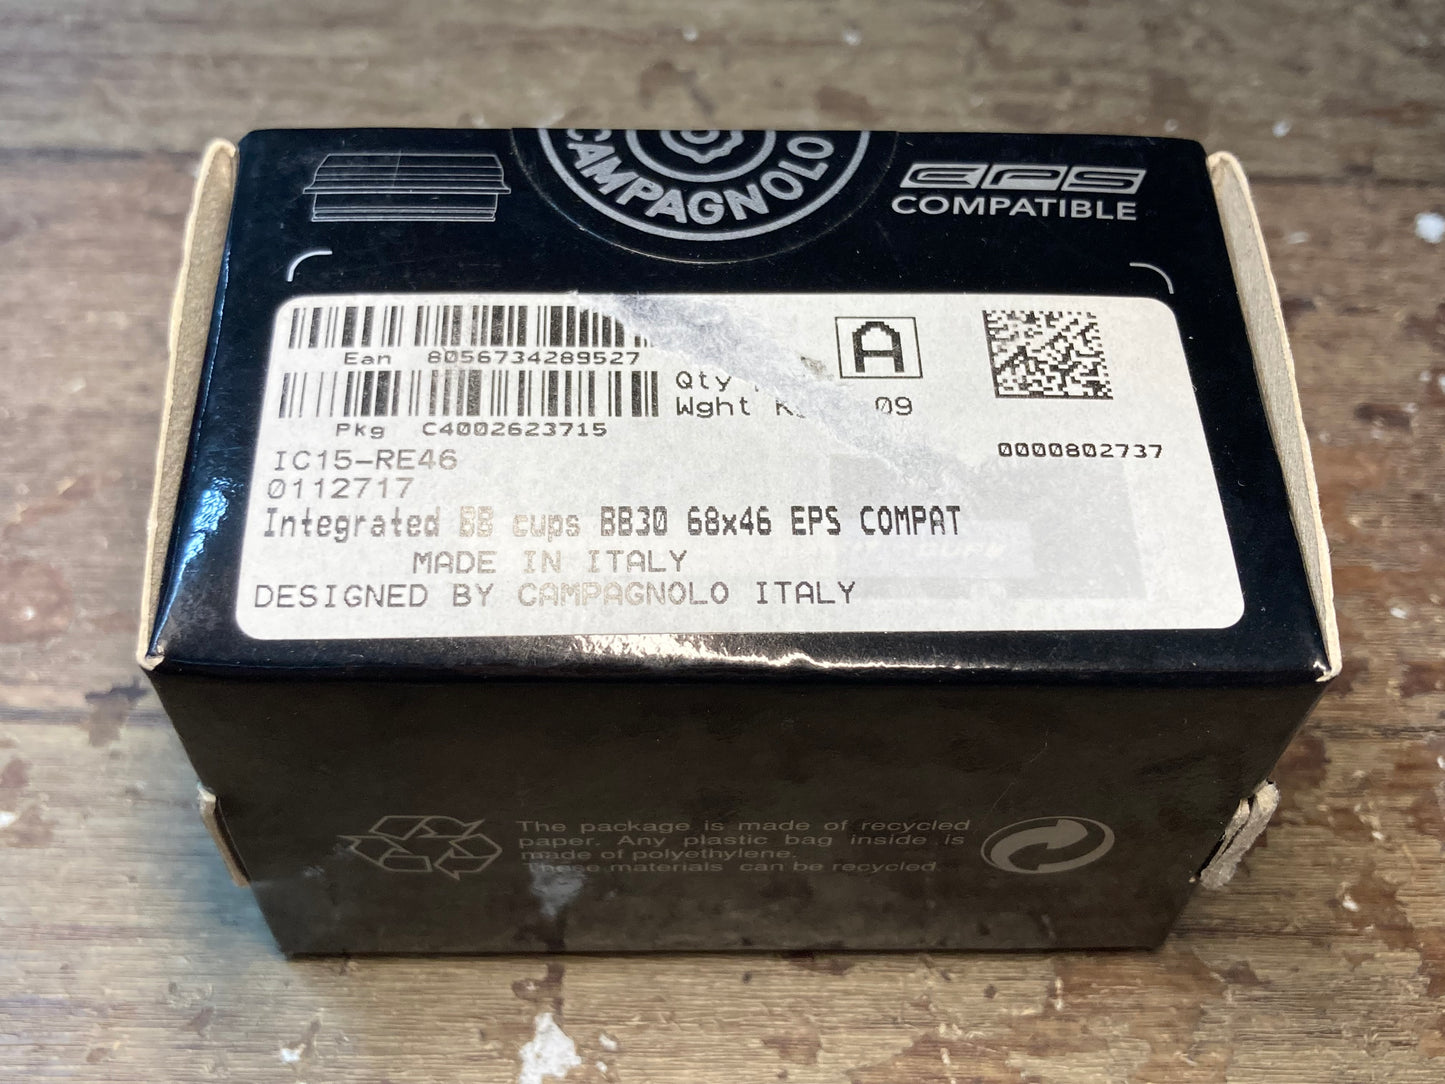 CAMPAGNOLO
EPS
COMPATIBLE
Ean 8056734289527
A
Qty
Wght 09
Pkg C4002623715
0000802737
IC15-RE46
0112717
Integrated BB cups BB30 68x46 EPS COMPAT
MADE IN ITALY
DESIGNED BY CAMPAGNOLO ITALY
The package is made of recycled
paper. Any plastic bag inside is
made of polyethylene.
These materials can be recycled.